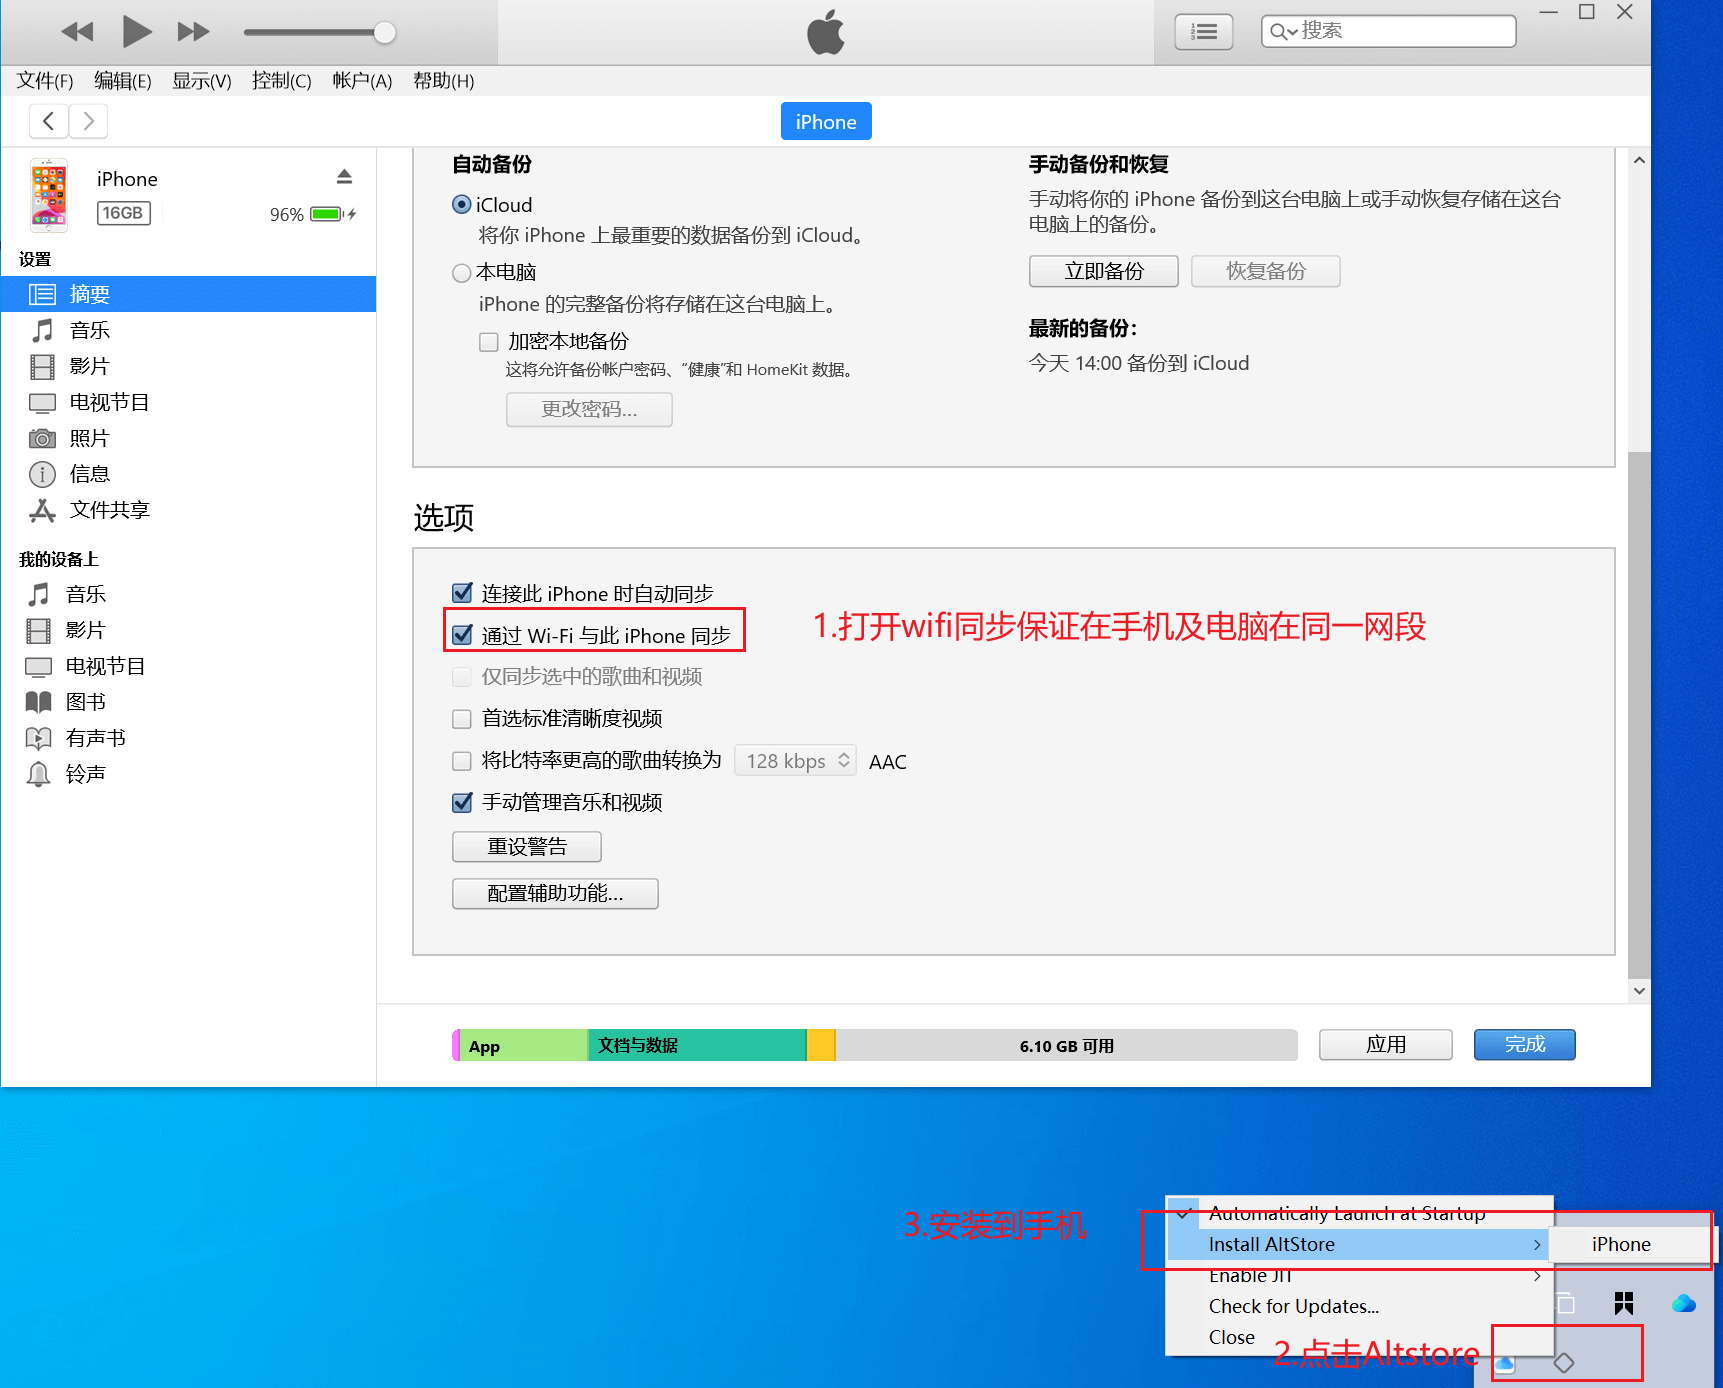 搜索
文件(F) 编辑(E) 显示(V) 控制(C) 帐户(A) 帮助(H)
iPhone
iPhone
16GB
96%
设置
摘要
音乐
影片
电视节目
照片
信息
文件共享
我的设备上
音乐
影片
电视节目
图书
有声书
铃声
自动备份
iCloud
将你 iPhone 上最重要的数据备份到 iCloud。
本电脑
iPhone 的完整备份将存储在这台电脑上。
加密本地备份
这将允许备份帐户密码、“健康”和 HomeKit 数据。
更改密码...
手动备份和恢复
手动将你的 iPhone 备份到这台电脑上或手动恢复存储在这台
电脑上的备份。
立即备份 恢复备份
最新的备份：
今天 14:00 备份到 iCloud
选项
连接此 iPhone 时自动同步
通过 Wi-Fi 与此 iPhone 同步
1.打开wifi同步保证在手机及电脑在同一网段
仅同步选中的歌曲和视频
首选标准清晰度视频
将比特率更高的歌曲转换为 128 kbps AAC
手动管理音乐和视频
重设警告
配置辅助功能...
App 文档与数据 6.10 GB 可用 应用 完成
3.安装到手机
Automatically Launch at Startup
Install AltStore
iPhone
Enable JIT
Check for Updates...
Close
2.点击Altstore